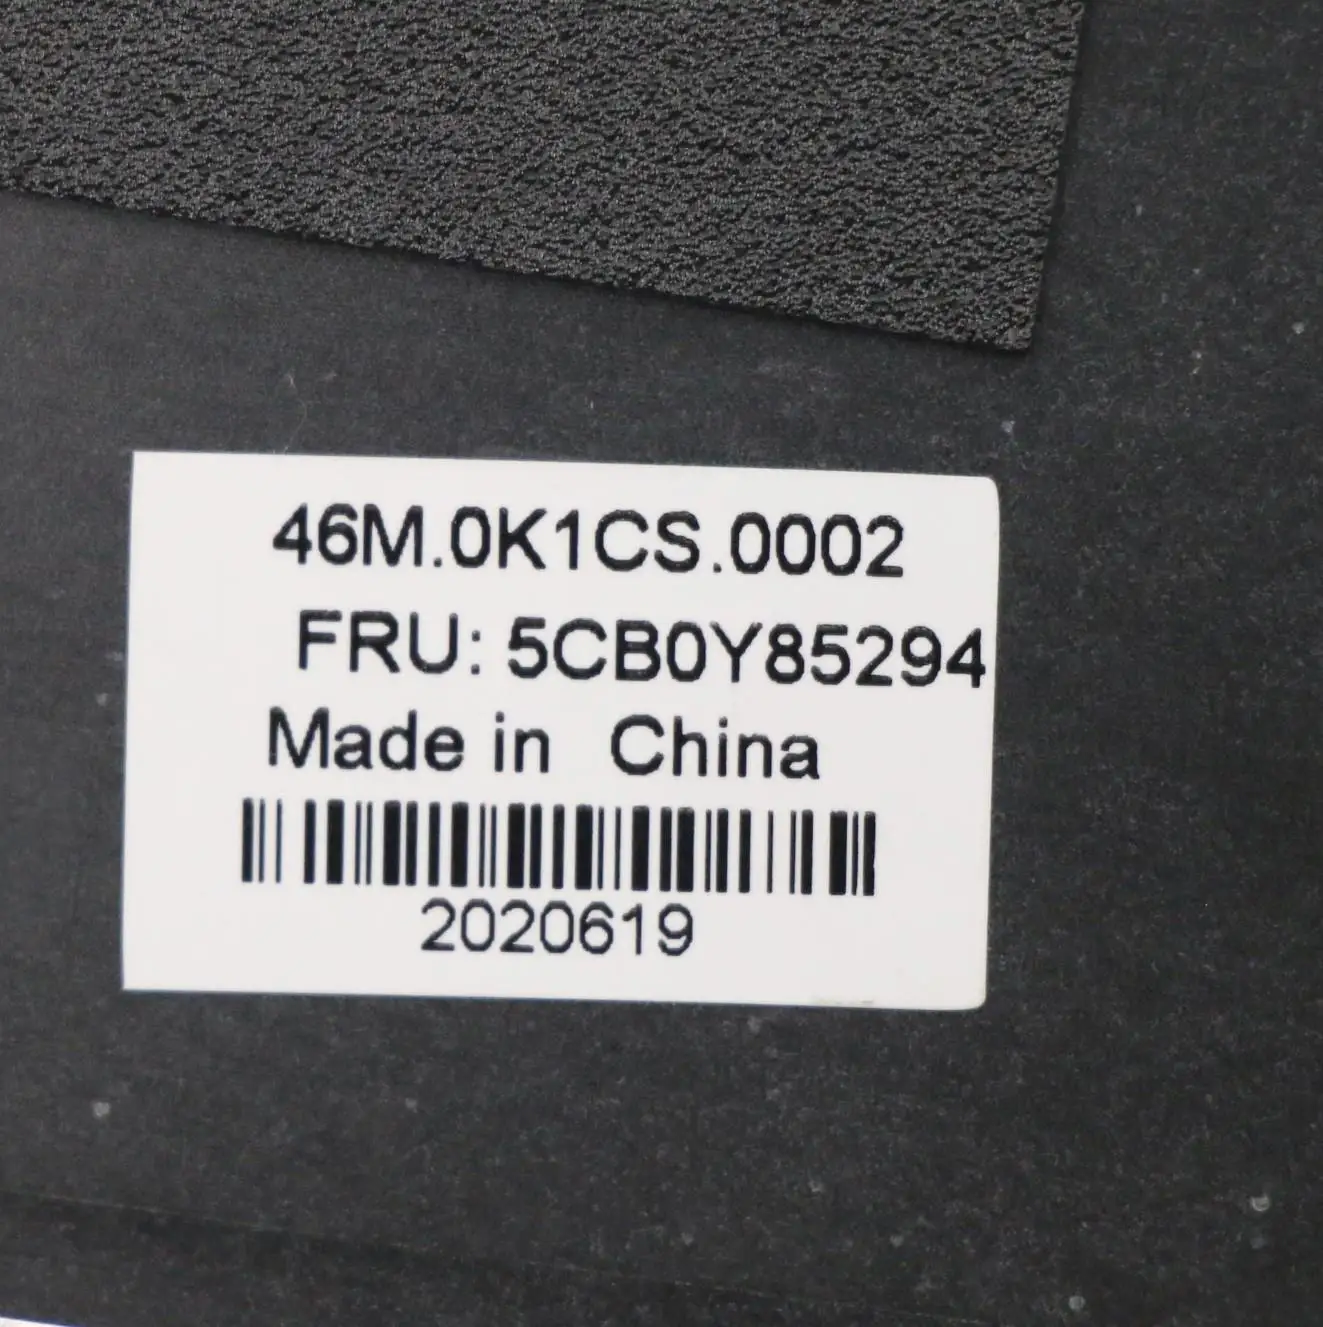 46M.0K1CS.0002
FRU: 5CB0Y85294
Made in China
2020619